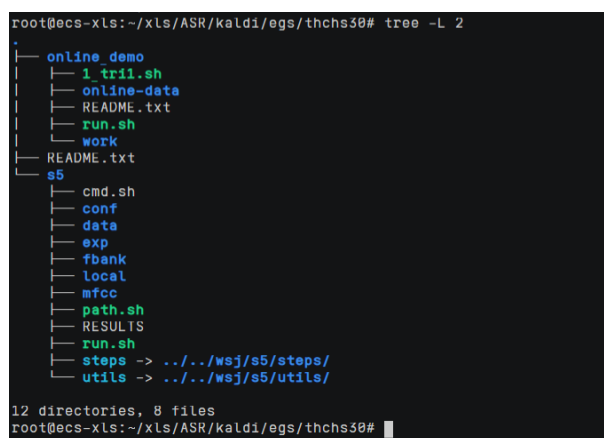 root@ecs-xls:~/xls/ASR/kaldi/egs/thchs30# tree -L 2
.
├── online_demo
│   ├── 1_tri1.sh
│   ├── online-data
│   ├── README.txt
│   ├── run.sh
│   └── work
├── README.txt
└── s5
    ├── cmd.sh
    ├── conf
    ├── data
    ├── exp
    ├── fbank
    ├── local
    ├── mfcc
    ├── path.sh
    ├── RESULTS
    ├── run.sh
    ├── steps -> ../../wsj/s5/steps/
    └── utils -> ../../wsj/s5/utils/
12 directories, 8 files
root@ecs-xls:~/xls/ASR/kaldi/egs/thchs30#